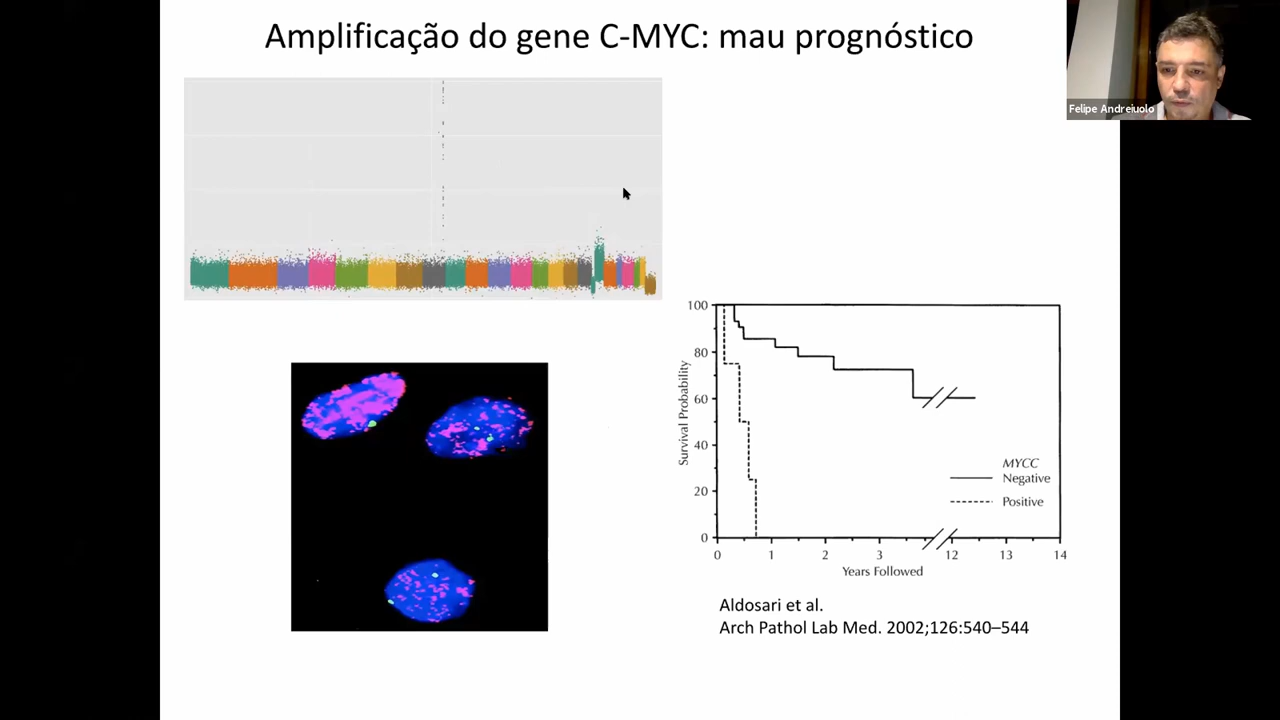 Amplificação do gene C-MYC: mau prognóstico
Felipe Andreiuolo
100
80
60
40
20
0
Survival Probability
MYCC
Negative
Positive
0 1 2 3 12 13 14
Years Followed
Aldosari et al.
Arch Pathol Lab Med. 2002;126:540–544